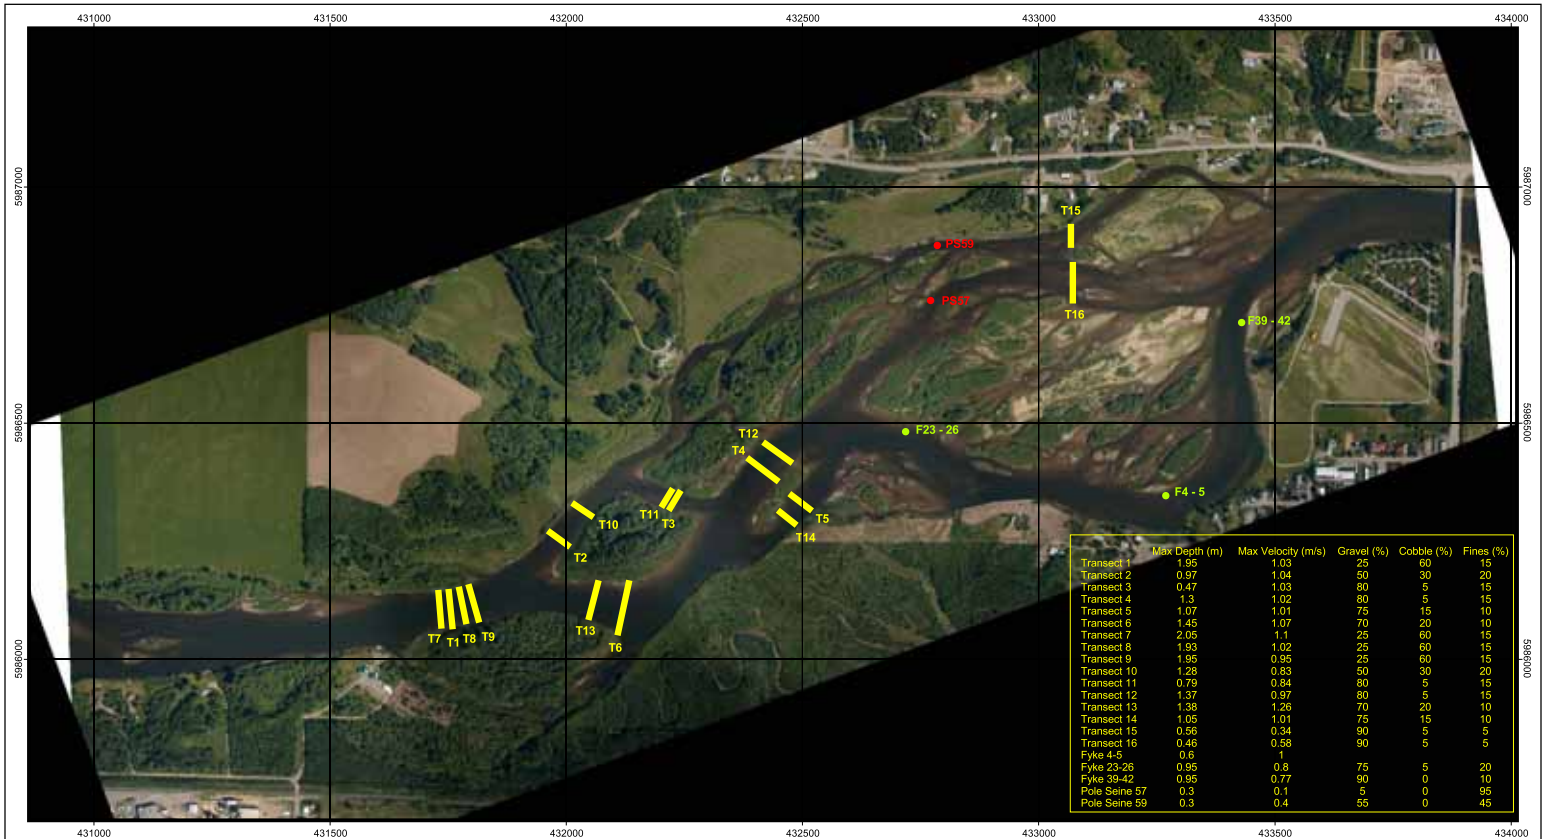 431000 431500 432000 432500 433000 433500 434000
5987000 5987000
T15
PS59
PS57
T16
F39 - 42
5986500 5986500
F23 - 26
T12
T4
F4 - 5
T11
T3
T5
T10
T14
T2
T7 T1 T8 T9
T13
T6
5986000 5986000
Max Depth (m) Max Velocity (m/s) Gravel (%) Cobble (%) Fines (%)
Transect 1 1.95 1.03 25 60 15
Transect 2 0.97 1.04 50 30 20
Transect 3 0.47 1.03 80 5 15
Transect 4 1.3 1.02 80 5 15
Transect 5 1.07 1.01 75 15 10
Transect 6 1.45 1.07 70 20 10
Transect 7 2.05 1.1 25 60 15
Transect 8 1.93 1.02 25 60 15
Transect 9 1.95 0.95 25 60 15
Transect 10 1.28 0.83 50 30 20
Transect 11 0.79 0.84 80 5 15
Transect 12 1.37 0.97 80 5 15
Transect 13 1.38 1.26 70 20 10
Transect 14 1.05 1.01 75 15 10
Transect 15 0.56 0.34 90 5 5
Transect 16 0.46 0.58 90 5 5
Fyke 4-5 0.6 1
Fyke 23-26 0.95 0.8 75 5 20
Fyke 39-42 0.95 0.77 90 0 10
Pole Seine 57 0.3 0.1 5 0 95
Pole Seine 59 0.3 0.4 55 0 45
431000 431500 432000 432500 433000 433500 434000